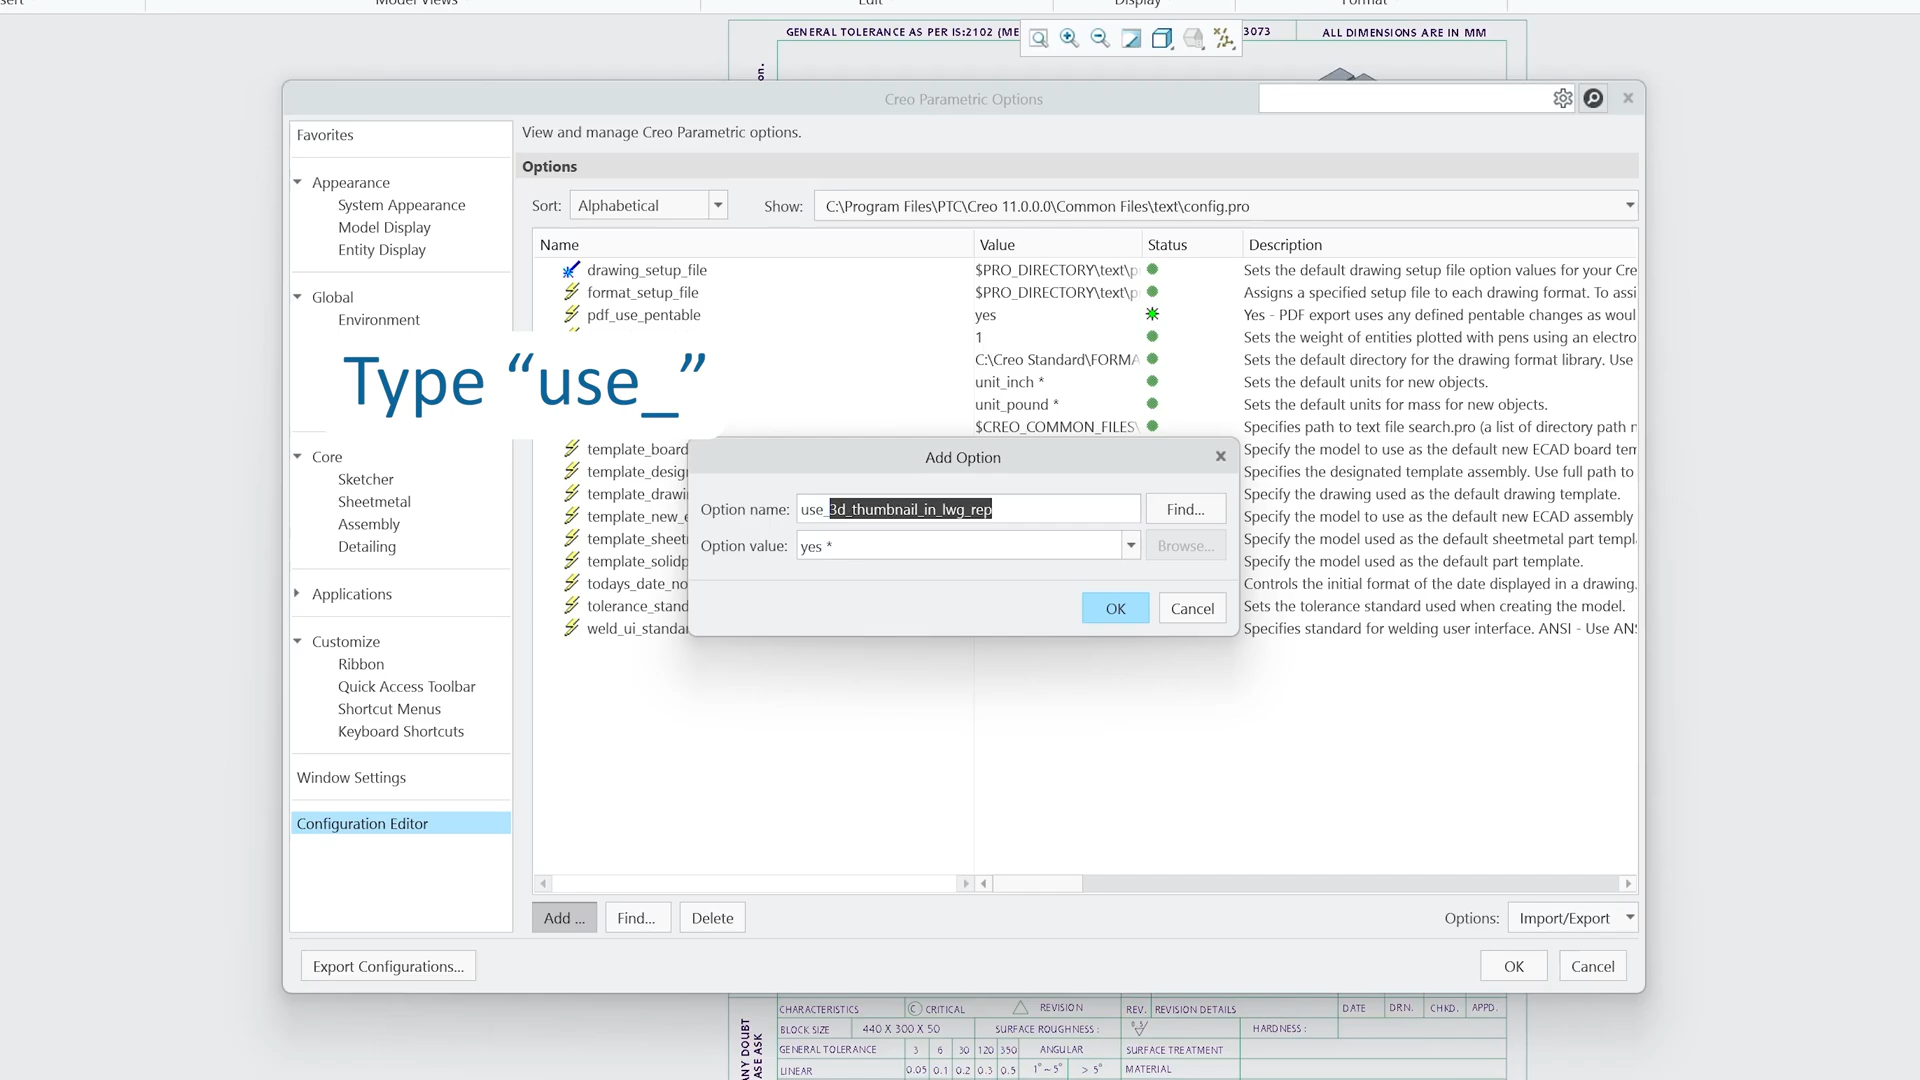 Model Views
Edit
Display
Format
GENERAL TOLERANCE AS PER IS:2102 (ME
3073
ALL DIMENSIONS ARE IN MM
on.
Creo Parametric Options
Favorites
View and manage Creo Parametric options.
Options
Appearance
System Appearance
Model Display
Entity Display
Global
Environment
Core
Sketcher
Sheetmetal
Assembly
Detailing
Applications
Customize
Ribbon
Quick Access Toolbar
Shortcut Menus
Keyboard Shortcuts
Window Settings
Configuration Editor
Sort: Alphabetical
Show: C:\Program Files\PTC\Creo 11.0.0.0\Common Files\text\config.pro
Name Value Status Description
drawing_setup_file $PRO_DIRECTORY\text\p Sets the default drawing setup file option values for your Cre
format_setup_file $PRO_DIRECTORY\text\p Assigns a specified setup file to each drawing format. To assi
pdf_use_pentable yes Yes - PDF export uses any defined pentable changes as woul
1 Sets the weight of entities plotted with pens using an electro
C:\Creo Standard\FORMA Sets the default directory for the drawing format library. Use
unit_inch * Sets the default units for new objects.
unit_pound * Sets the default units for mass for new objects.
$CREO_COMMON_FILES\ Specifies path to text file search.pro (a list of directory path n
Type “use_”
template_board Specify the model to use as the default new ECAD board tem
template_desig Specifies the designated template assembly. Use full path to
template_drawi Specify the drawing used as the default drawing template.
template_new_e Specify the model to use as the default new ECAD assembly
template_sheet Specify the model used as the default sheetmetal part templ
template_solidp Specify the model used as the default part template.
todays_date_no Controls the initial format of the date displayed in a drawing.
tolerance_stand Sets the tolerance standard used when creating the model.
weld_ui_standar Specifies standard for welding user interface. ANSI - Use AN
Add Option
Option name: use_3d_thumbnail_in_lwg_rep Find...
Option value: yes * Browse...
OK Cancel
Add ... Find... Delete
Options: Import/Export
Export Configurations...
OK Cancel
CHARACTERISTICS C CRITICAL REVISION REV. REVISION DETAILS DATE DRN. CHKD. APPD.
BLOCK SIZE 440 X 300 X 50 SURFACE ROUGHNESS : HARDNESS :
GENERAL TOLERANCE 3 6 30 120 350 ANGULAR SURFACE TREATMENT
LINEAR 0.05 0.1 0.2 0.3 0.5 1°~5° > 5° MATERIAL
ANY DOUBT
ASE ASK